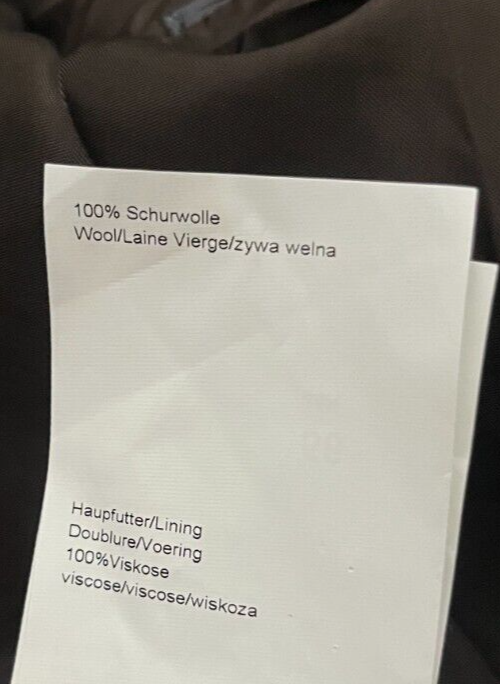 100% Schurwolle
Wool/Laine Vierge/zywa welna
Haupfutter/Lining
Doublure/Voering
100%Viskose
viscose/viscose/wiskoza